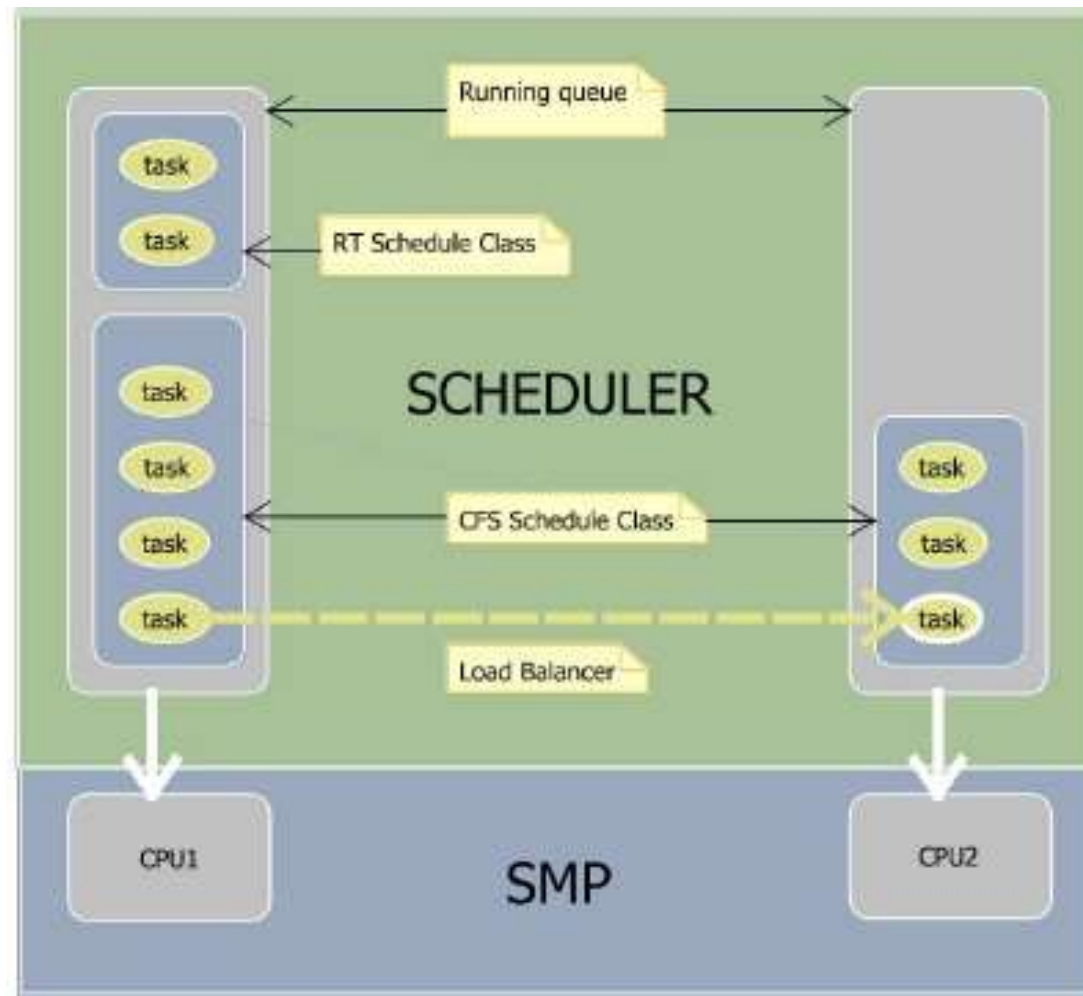 Running queue
task
task
RT Schedule Class
SCHEDULER
task
task
task
task
CFS Schedule Class
task
task
task
Load Balancer
CPU1
SMP
CPU2